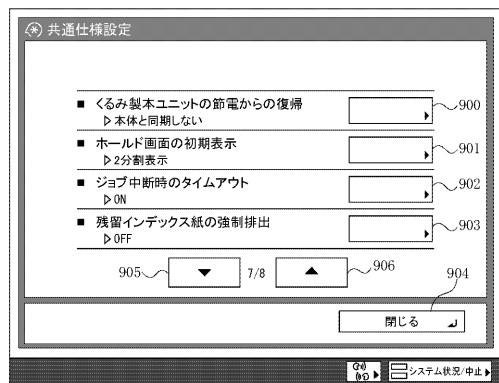 共通仕様設定
■ くるみ製本ユニットの節電からの復帰
▷ 本体と同期しない
900
■ ホールド画面の初期表示
▷ 2分割表示
901
■ ジョブ中断時のタイムアウト
▷ ON
902
■ 残留インデックス紙の強制排出
▷ OFF
903
905 ▼ 7/8 ▲ 906
904
閉じる
システム状況/中止